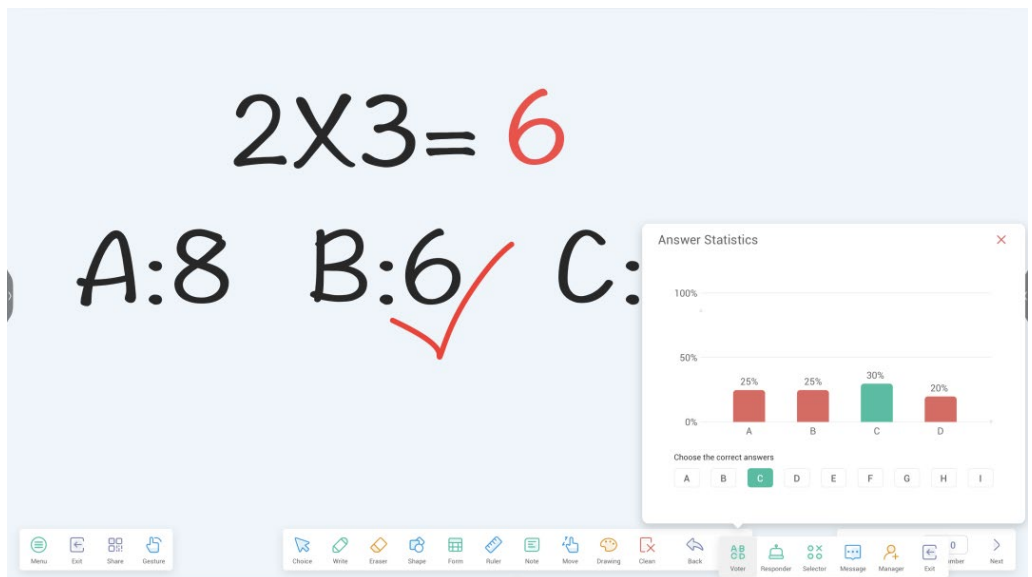 2X3= 6
A:8 B:6 C:
Answer Statistics
100%
50%
0%
25% 25% 30% 20%
A B C D
Choose the correct answers
A B C D E F G H I
Menu Exit Share Gesture
Choice Write Eraser Shape Form Ruler Note Move Drawing Clean Back
Voter Responder Selector Message Manager Exit
0
Next